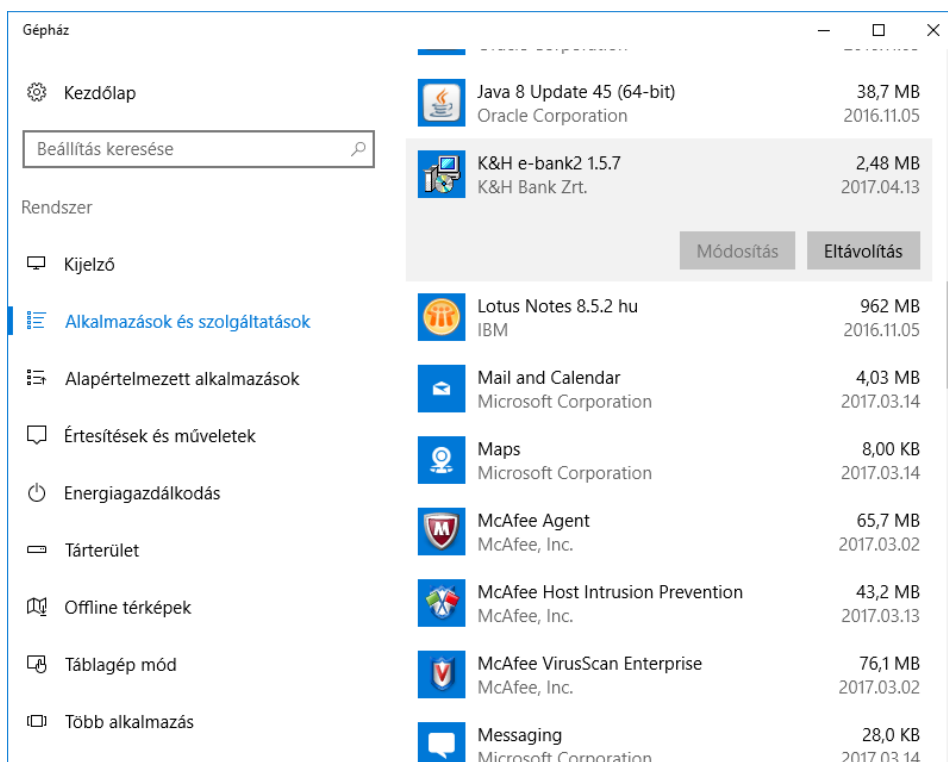 Gépház
Kezdőlap
Beállítás keresése
Rendszer
Kijelző
Alkalmazások és szolgáltatások
Alapértelmezett alkalmazások
Értesítések és műveletek
Energiagazdálkodás
Tárterület
Offline térképek
Táblagép mód
Több alkalmazás
Java 8 Update 45 (64-bit) 38,7 MB
Oracle Corporation 2016.11.05
K&H e-bank2 1.5.7 2,48 MB
K&H Bank Zrt. 2017.04.13
Módosítás Eltávolítás
Lotus Notes 8.5.2 hu 962 MB
IBM 2016.11.05
Mail and Calendar 4,03 MB
Microsoft Corporation 2017.03.14
Maps 8,00 KB
Microsoft Corporation 2017.03.14
McAfee Agent 65,7 MB
McAfee, Inc. 2017.03.02
McAfee Host Intrusion Prevention 43,2 MB
McAfee, Inc. 2017.03.13
McAfee VirusScan Enterprise 76,1 MB
McAfee, Inc. 2017.03.02
Messaging 28,0 KB
Microsoft Corporation 2017.03.14